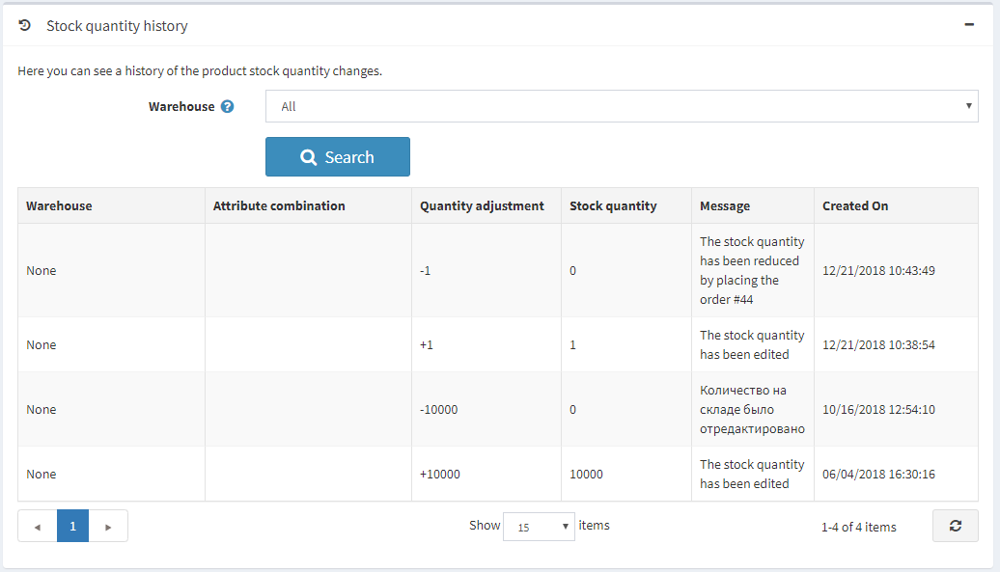 Stock quantity history
Here you can see a history of the product stock quantity changes.
Warehouse
All
Search
Warehouse Attribute combination Quantity adjustment Stock quantity Message Created On
None -1 0 The stock quantity
has been reduced
by placing the
order #44 12/21/2018 10:43:49
None +1 1 The stock quantity
has been edited 12/21/2018 10:38:54
None -10000 0 Количество на
складе было
отредактировано 10/16/2018 12:54:10
None +10000 10000 The stock quantity
has been edited 06/04/2018 16:30:16
1 Show 15 items 1-4 of 4 items